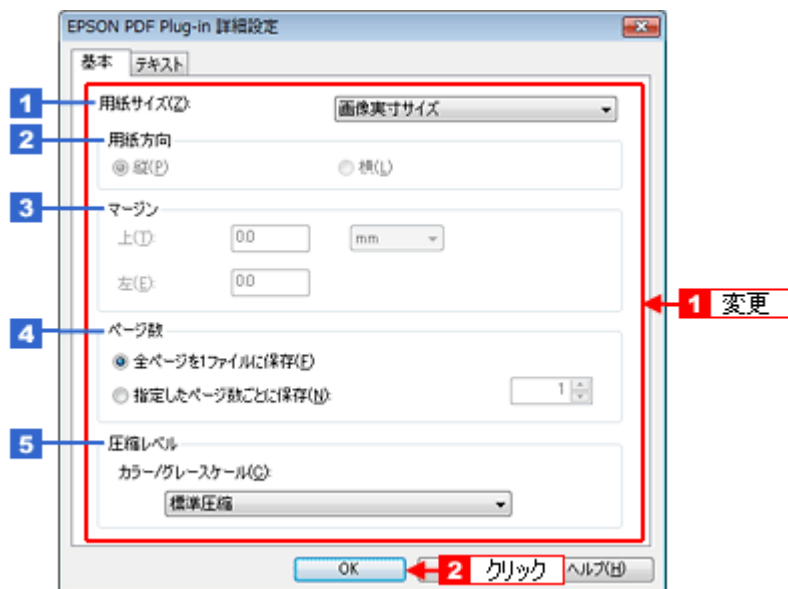 EPSON PDF Plug-in 詳細設定
基本 テキスト
1 用紙サイズ(Z): 画像実寸サイズ
2 用紙方向
縦(P) 横(L)
3 マージン
上(T): 0.0 mm
左(E): 0.0
1 変更
4 ページ数
全ページを1ファイルに保存(F)
指定したページ数ごとに保存(N): 1
5 圧縮レベル
カラー/グレースケール(C):
標準圧縮
OK 2 クリック ヘルプ(H)